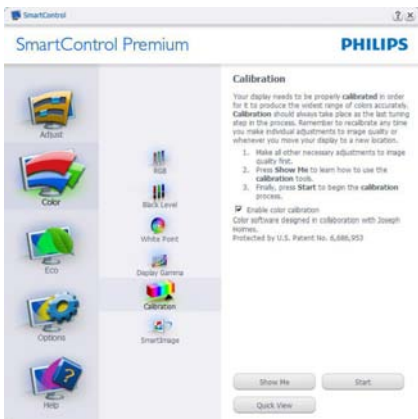 SmartControl
SmartControl Premium
PHILIPS
Adjust
Color
Eco
Options
Help
RGB
Black Level
White Point
Display Gamma
Calibration
SmartImage
Calibration
Your display needs to be properly calibrated in order
for it to produce the widest range of colors accurately.
Calibration should always take place as the last tuning
step in the process. Remember to recalibrate any time
you make individual adjustments to image quality or
whenever you move your display to a new location.
1. Make all other necessary adjustments to image
quality first.
2. Press Show Me to learn how to use the
calibration tools.
3. Finally, press Start to begin the calibration
process.
Enable color calibration
Color software designed in collaboration with Joseph
Holmes.
Protected by U.S. Patent No. 6,686,953
Show Me
Start
Quick View